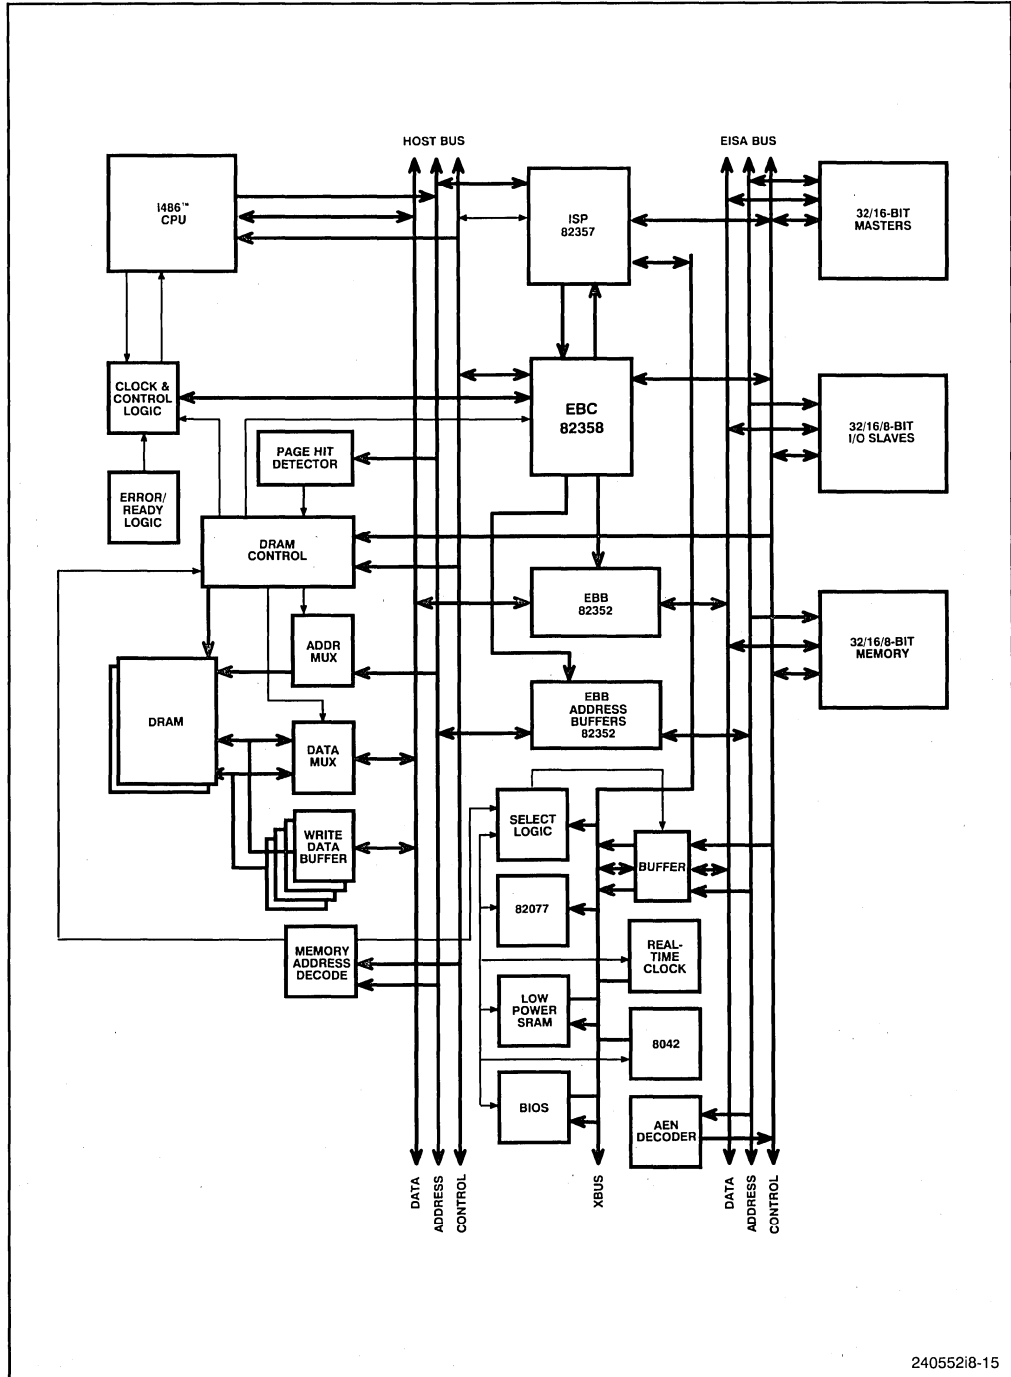 HOST BUS
EISA BUS
i486™
CPU
ISP
82357
32/16-BIT
MASTERS
CLOCK &
CONTROL
LOGIC
EBC
82358
32/16/8-BIT
I/O SLAVES
PAGE HIT
DETECTOR
ERROR/
READY
LOGIC
DRAM
CONTROL
EBB
82352
ADDR
MUX
32/16/8-BIT
MEMORY
DRAM
EBB
ADDRESS
BUFFERS
82352
DATA
MUX
SELECT
LOGIC
WRITE
DATA
BUFFER
BUFFER
82077
MEMORY
ADDRESS
DECODE
REAL-
TIME
CLOCK
LOW
POWER
SRAM
8042
BIOS
AEN
DECODER
DATA
ADDRESS
CONTROL
XBUS
DATA
ADDRESS
CONTROL
240552i8-15